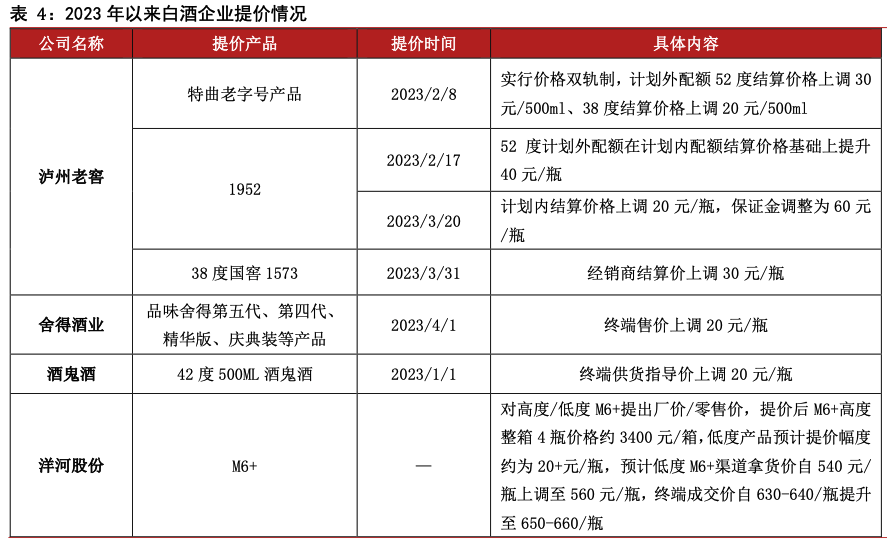 表 4：2023 年以来白酒企业提价情况
公司名称 提价产品 提价时间 具体内容
泸州老窖
特曲老字号产品
2023/2/8
实行价格双轨制，计划外配额 52 度结算价格上调 30
元/500ml、38 度结算价格上调 20 元/500ml
1952
2023/2/17
52 度计划外配额在计划内配额结算价格基础上提升
40 元/瓶
2023/3/20
计划内结算价格上调 20 元/瓶，保证金调整为 60 元
/瓶
38 度国窖 1573
2023/3/31
经销商结算价上调 30 元/瓶
舍得酒业
品味舍得第五代、第四代、
精华版、庆典装等产品
2023/4/1
终端售价上调 20 元/瓶
酒鬼酒
42 度 500ML 酒鬼酒
2023/1/1
终端供货指导价上调 20 元/瓶
洋河股份
M6+
—
对高度/低度 M6+提出厂价/零售价，提价后 M6+高度
整箱 4 瓶价格约 3400 元/箱，低度产品预计提价幅度
约为 20+元/瓶，预计低度 M6+渠道拿货价自 540 元/
瓶上调至 560 元/瓶，终端成交价自 630-640/瓶提升
至 650-660/瓶